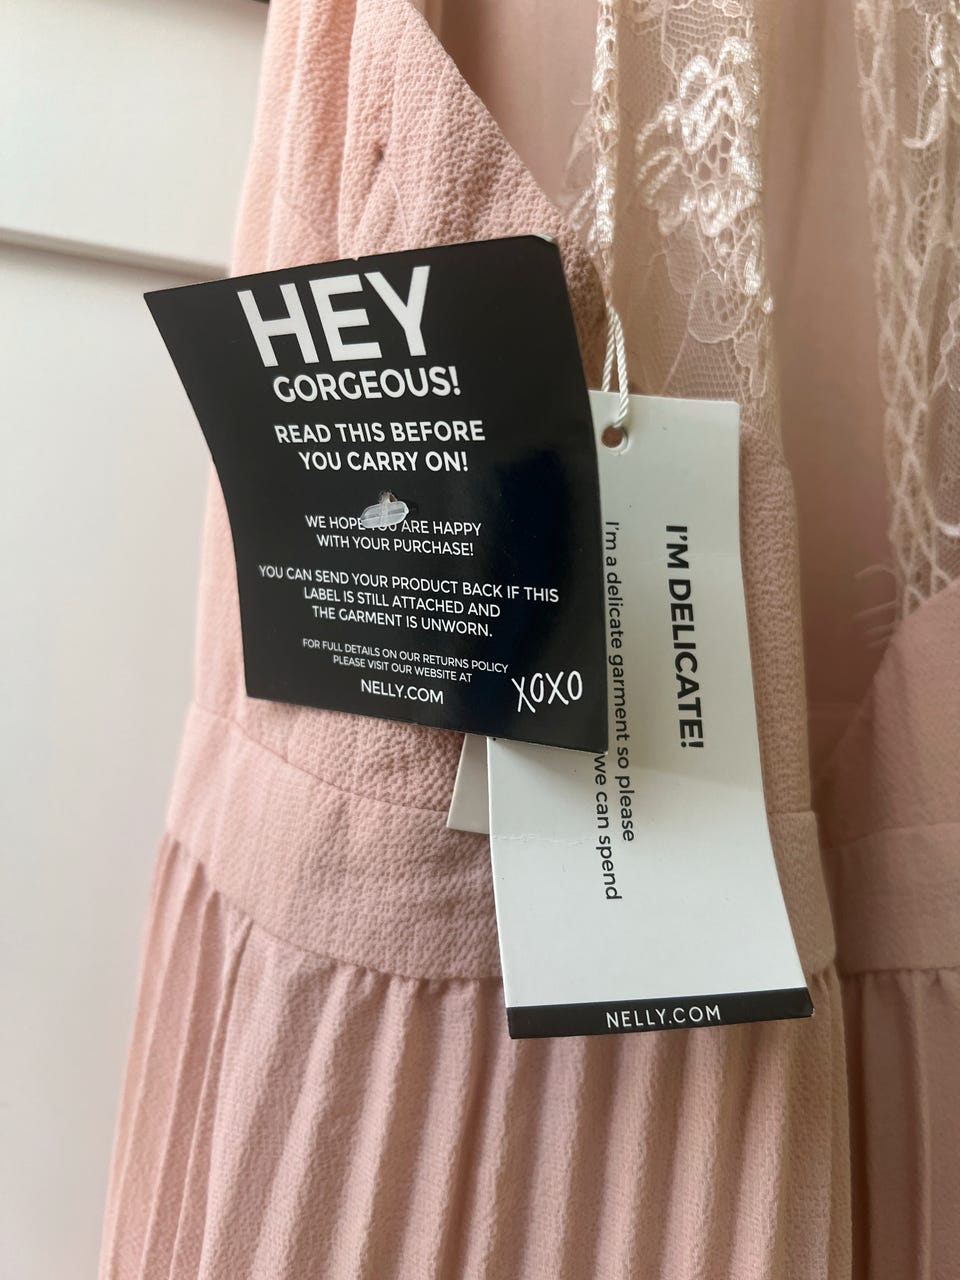 HEY
GORGEOUS!
READ THIS BEFORE
YOU CARRY ON!
WE HOPE YOU ARE HAPPY
WITH YOUR PURCHASE!
YOU CAN SEND YOUR PRODUCT BACK IF THIS
LABEL IS STILL ATTACHED AND
THE GARMENT IS UNWORN.
FOR FULL DETAILS ON OUR RETURNS POLICY
PLEASE VISIT OUR WEBSITE AT
NELLY.COM
XOXO
I'M DELICATE!
I'm a delicate garment so please
we can spend
NELLY.COM